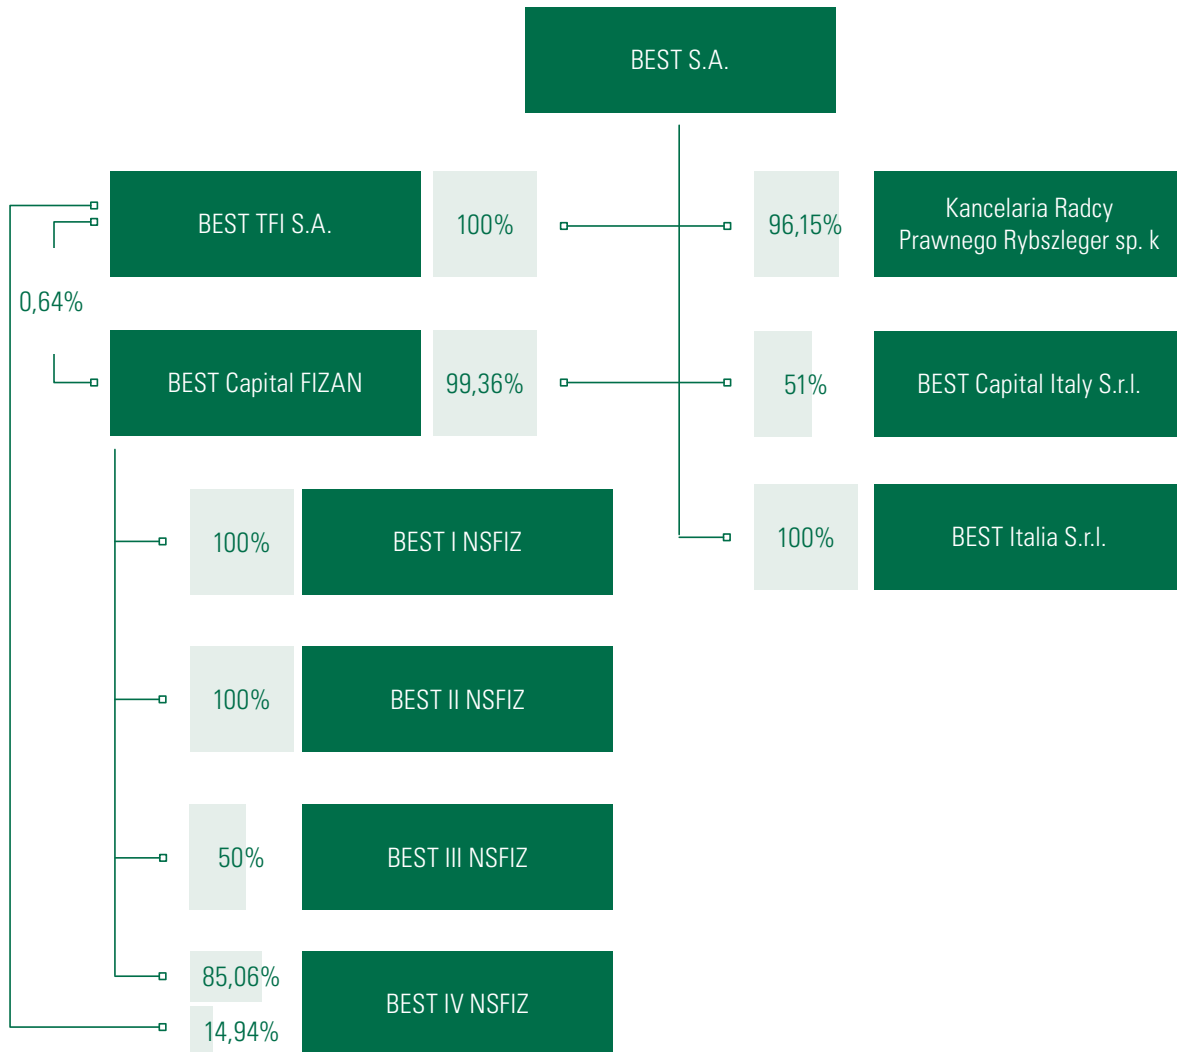 BEST S.A.
BEST TFI S.A.
100%
96,15%
Kancelaria Radcy
Prawnego Rybszleger sp. k
0,64%
BEST Capital FIZAN
99,36%
51%
BEST Capital Italy S.r.l.
100%
BEST I NSFIZ
100%
BEST Italia S.r.l.
100%
BEST II NSFIZ
50%
BEST III NSFIZ
85,06%
14,94%
BEST IV NSFIZ